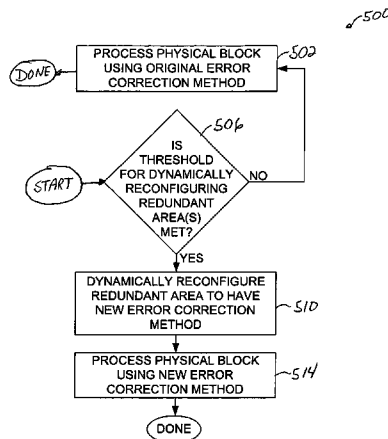 500
PROCESS PHYSICAL BLOCK
USING ORIGINAL ERROR
CORRECTION METHOD
502
DONE
506
IS
THRESHOLD
FOR DYNAMICALLY
RECONFIGURING
REDUNDANT
AREA(S)
MET?
START
NO
YES
DYNAMICALLY RECONFIGURE
REDUNDANT AREA TO HAVE
NEW ERROR CORRECTION
METHOD
510
PROCESS PHYSICAL BLOCK
USING NEW ERROR
CORRECTION METHOD
514
DONE